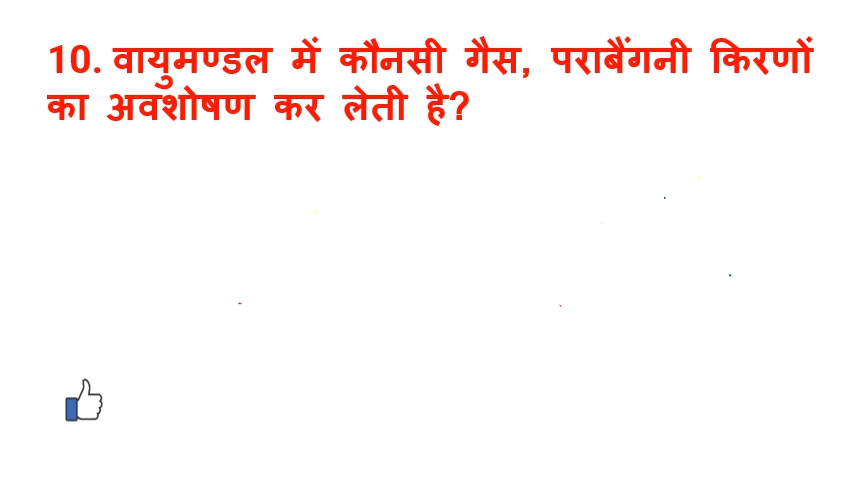 10. वायुमण्डल में कौनसी गैस, पराबैंगनी किरणों
का अवशोषण कर लेती है?